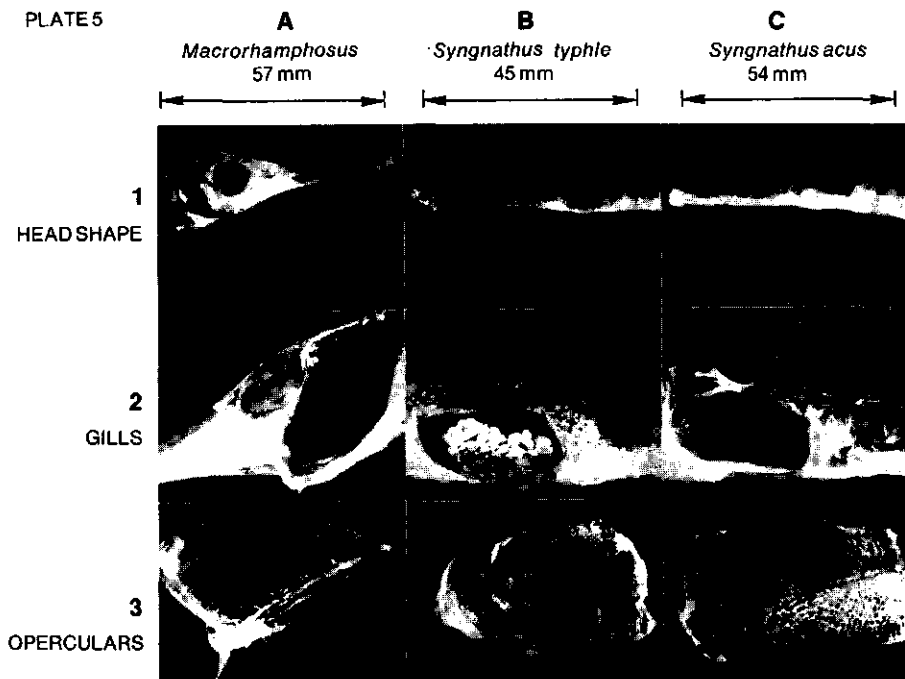 PLATE 5
A B C
Macrorhamphosus Syngnathus typhle Syngnathus acus
57 mm 45 mm 54 mm
1
HEAD SHAPE
2
GILLS
3
OPERCULARS